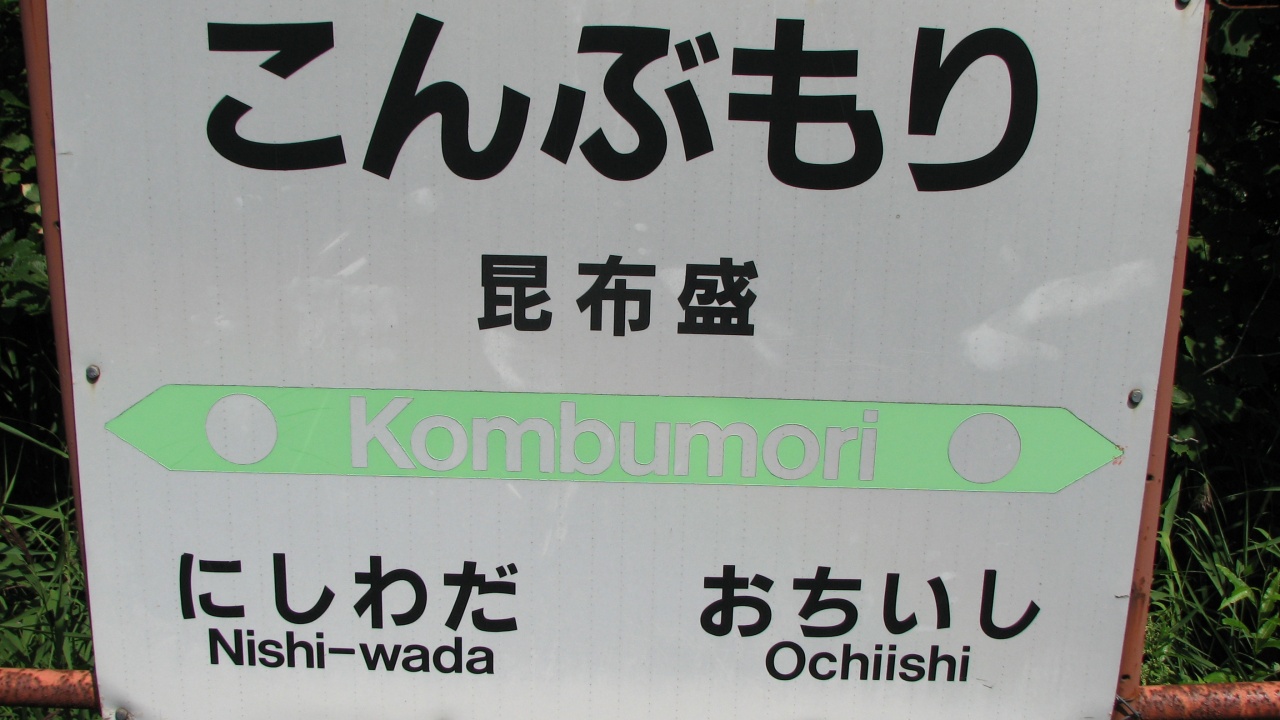 こんぶもり
昆布盛
Kombumori
にしわだ おちいし
Nishi-wada Ochiishi